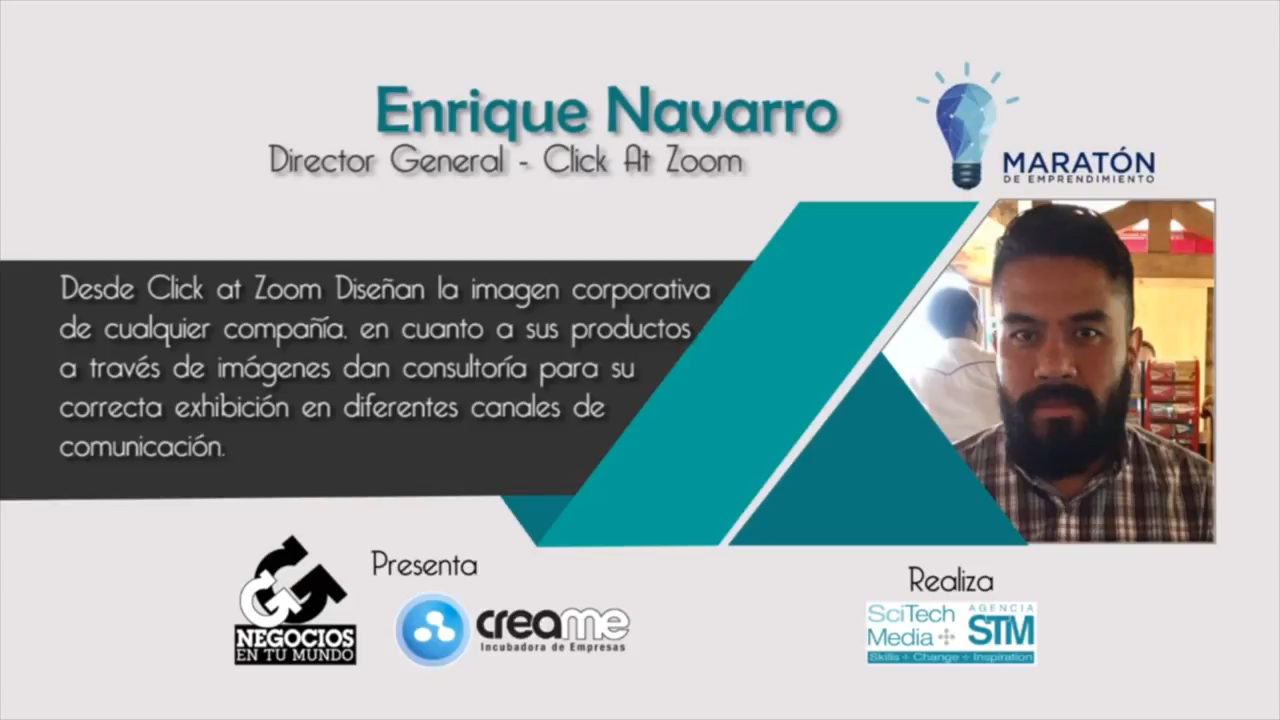 Enrique Navarro
Director General - Click At Zoom
MARATÓN
DE EMPRENDIMIENTO
Desde Click at Zoom Diseñan la imagen corporativa
de cualquier compañía. en cuanto a sus productos,
a través de imágenes dan consultoría para su
correcta exhibición en diferentes canales de
comunicación.
Presenta
NEGOCIOS
EN TU MUNDO
creame
Incubadora de Empresas
Realiza
SciTech
Media
AGENCIA
STM
Skills + Change + Inspiration